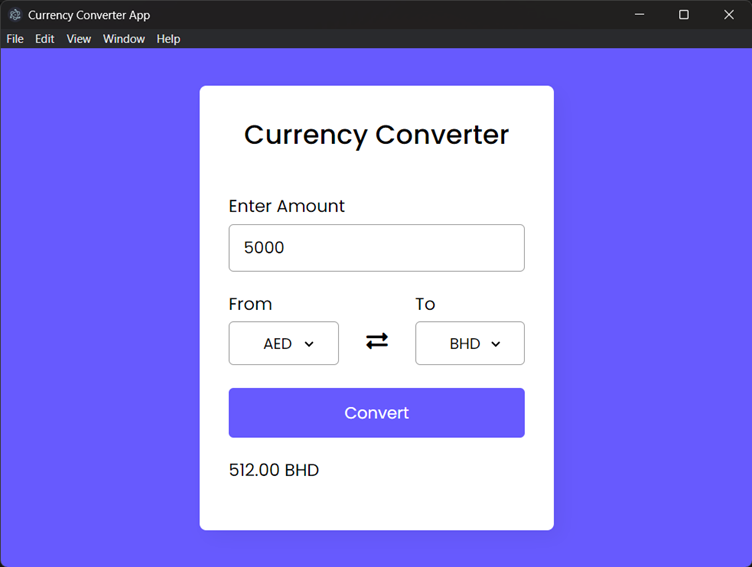 Currency Converter App
File Edit View Window Help
Currency Converter
Enter Amount
5000
From To
AED BHD
Convert
512.00 BHD